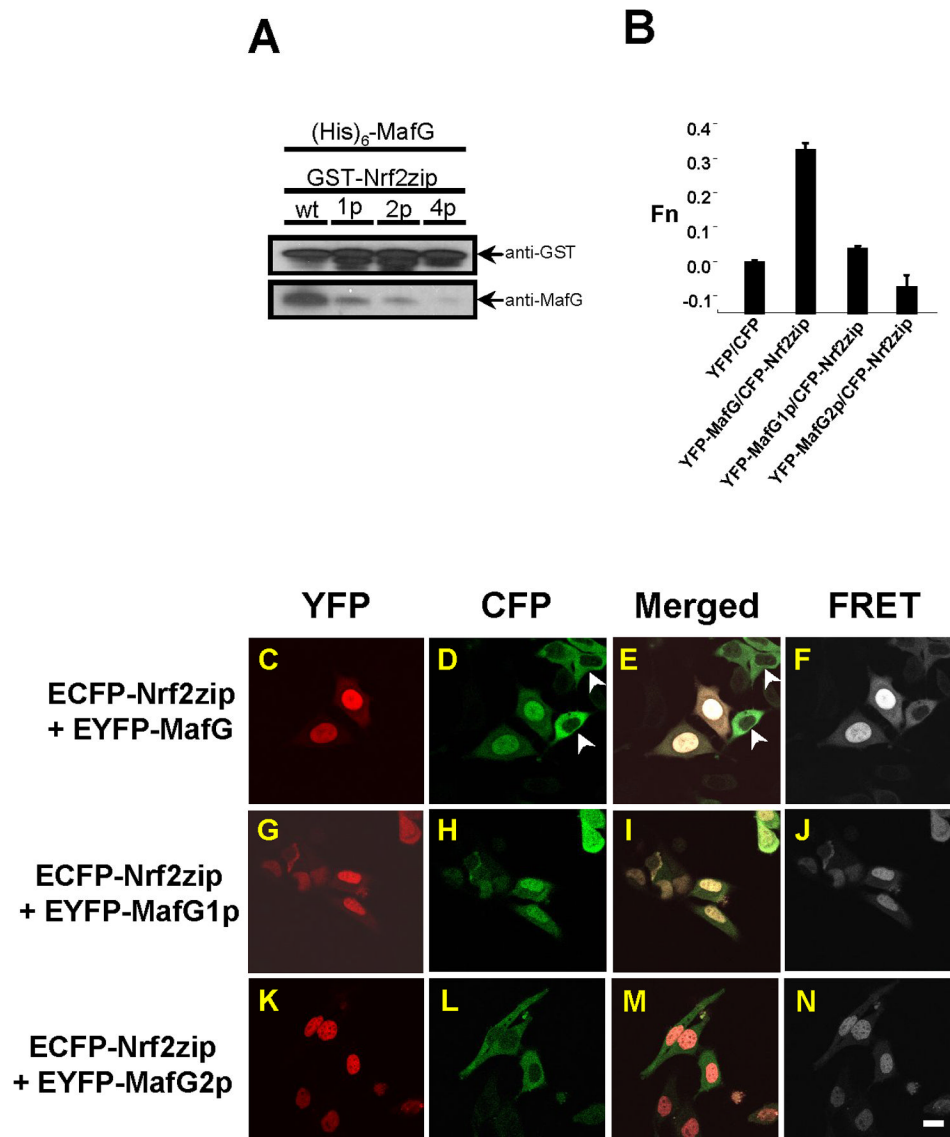 A
(His)6-MafG
GST-Nrf2zip
wt 1p 2p 4p
anti-GST
anti-MafG
B
0.4
0.3
0.2
Fn
0.1
0.0
-0.1
YFP/CFP
YFP-MafG/CFP-Nrf2zip
YFP-MafG1p/CFP-Nrf2zip
YFP-MafG2p/CFP-Nrf2zip
YFP CFP Merged FRET
ECFP-Nrf2zip
+ EYFP-MafG
C D E F
ECFP-Nrf2zip
+ EYFP-MafG1p
G H I J
ECFP-Nrf2zip
+ EYFP-MafG2p
K L M N